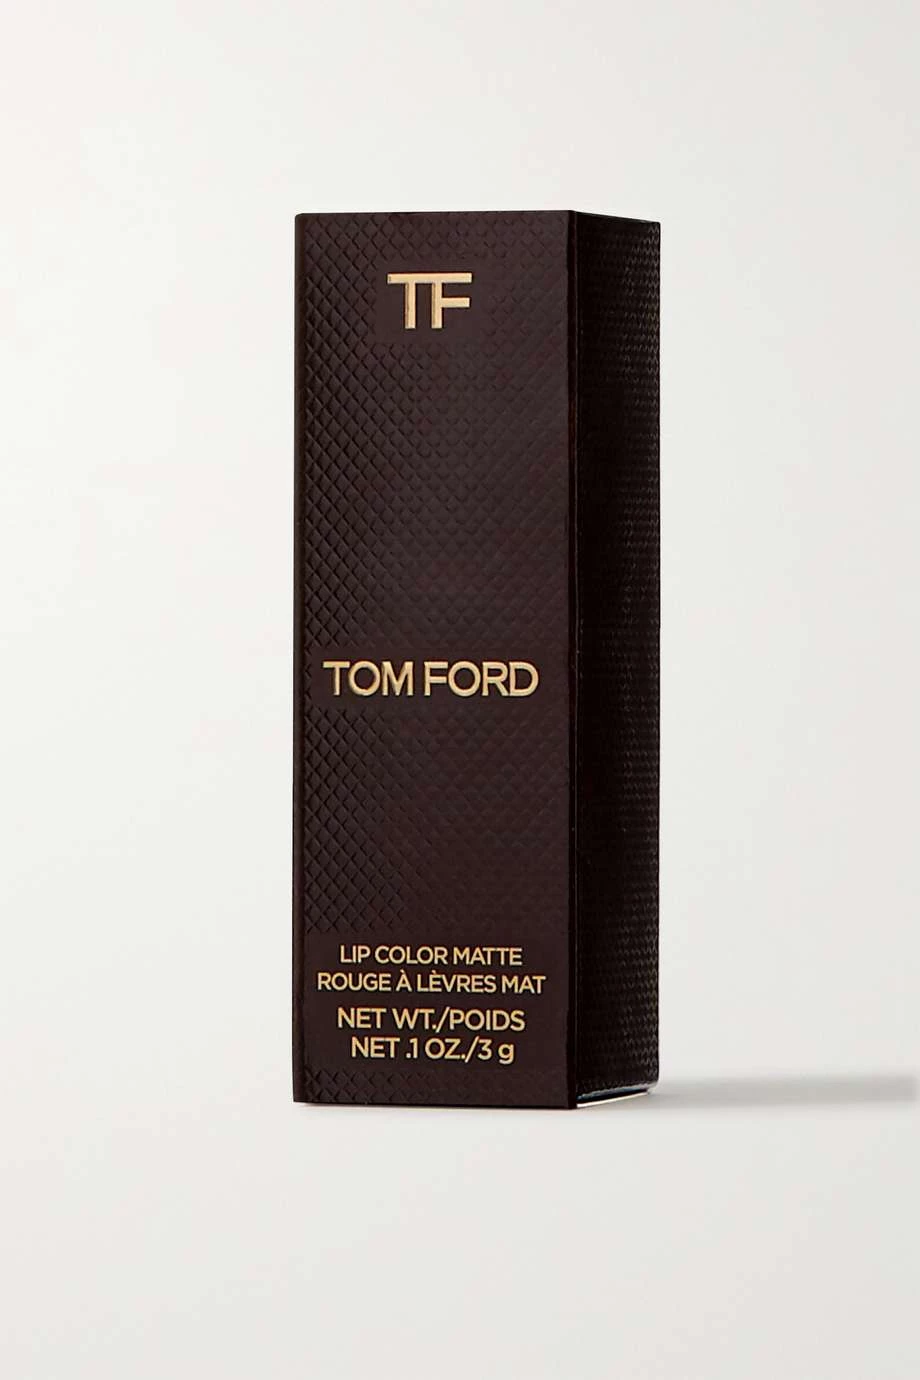 TF
TOM FORD
LIP COLOR MATTE
ROUGE À LÈVRES MAT
NET WT./POIDS
NET .1 OZ./3 g